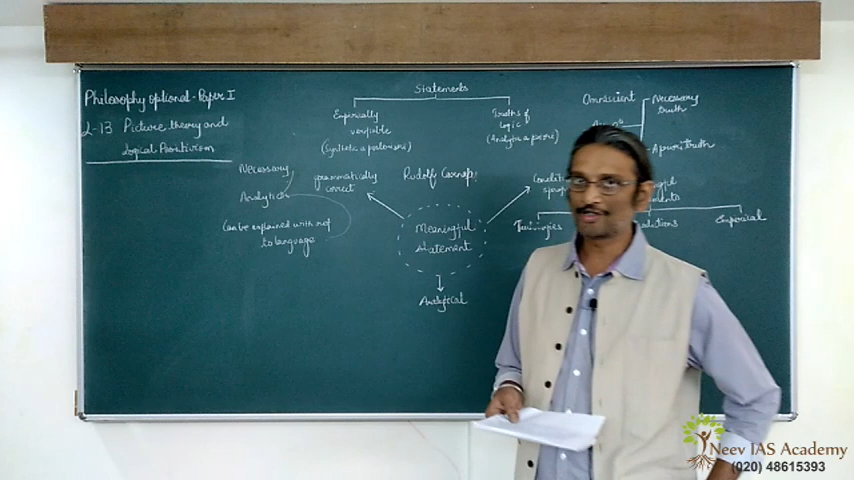 Philosophy optional - Paper I
L-13 Picture theory and
Logical Positivism
Statements
Empirically
verifiable
(Synthetic a posteriori)
Truths of
logic
(Analytic a priori)
Omniscient
Necessary
truth
A priori truth
Necessary
Analytic
Can be explained with ref
to language
grammatically
correct
Rudolf Carnap:
Meaningful
Statement
Analytical
Empirical
Neev IAS Academy
(020) 48615393